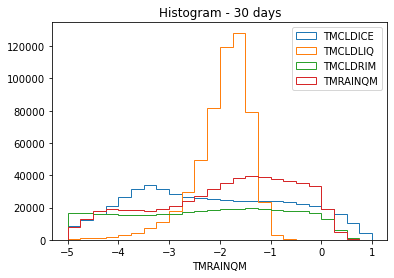 Histogram - 30 days
TMCLDICE
TMCLDLIQ
TMCLDRIM
TMRAINQM
120000
100000
80000
60000
40000
20000
0
−5 −4 −3 −2 −1 0 1
TMRAINQM